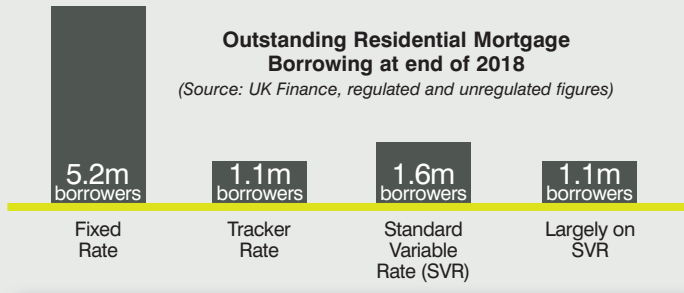 Outstanding Residential Mortgage
Borrowing at end of 2018
(Source: UK Finance, regulated and unregulated figures)
5.2m
borrowers
1.1m
borrowers
1.6m
borrowers
1.1m
borrowers
Fixed
Rate
Tracker
Rate
Standard
Variable
Rate (SVR)
Largely on
SVR